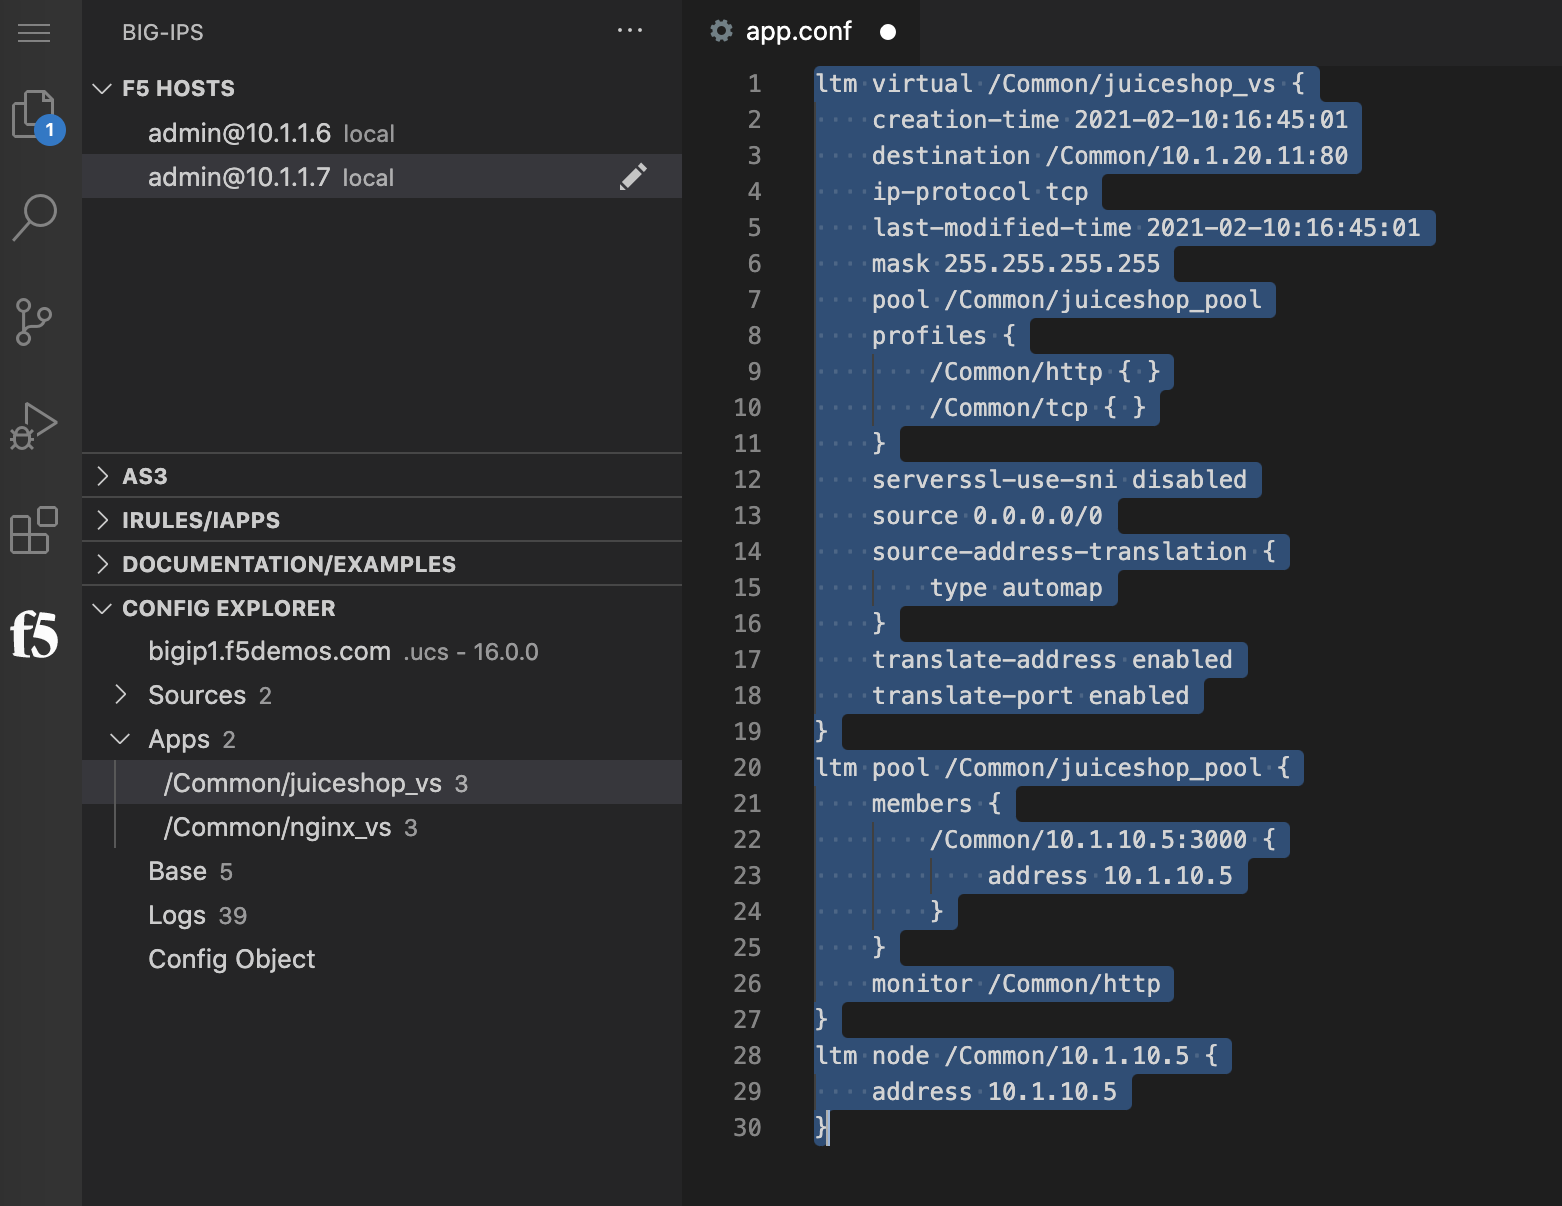 BIG-IPS
F5 HOSTS
admin@10.1.1.6 local
admin@10.1.1.7 local
AS3
IRULES/IAPPS
DOCUMENTATION/EXAMPLES
CONFIG EXPLORER
bigip1.f5demos.com .ucs - 16.0.0
Sources 2
Apps 2
/Common/juiceshop_vs 3
/Common/nginx_vs 3
Base 5
Logs 39
Config Object
1
f5
app.conf
1 ltm virtual /Common/juiceshop_vs {
2     creation-time 2021-02-10:16:45:01
3     destination /Common/10.1.20.11:80
4     ip-protocol tcp
5     last-modified-time 2021-02-10:16:45:01
6     mask 255.255.255.255
7     pool /Common/juiceshop_pool
8     profiles {
9         /Common/http { }
10         /Common/tcp { }
11     }
12     serverssl-use-sni disabled
13     source 0.0.0.0/0
14     source-address-translation {
15         type automap
16     }
17     translate-address enabled
18     translate-port enabled
19 }
20 ltm pool /Common/juiceshop_pool {
21     members {
22         /Common/10.1.10.5:3000 {
23             address 10.1.10.5
24         }
25     }
26     monitor /Common/http
27 }
28 ltm node /Common/10.1.10.5 {
29     address 10.1.10.5
30 }